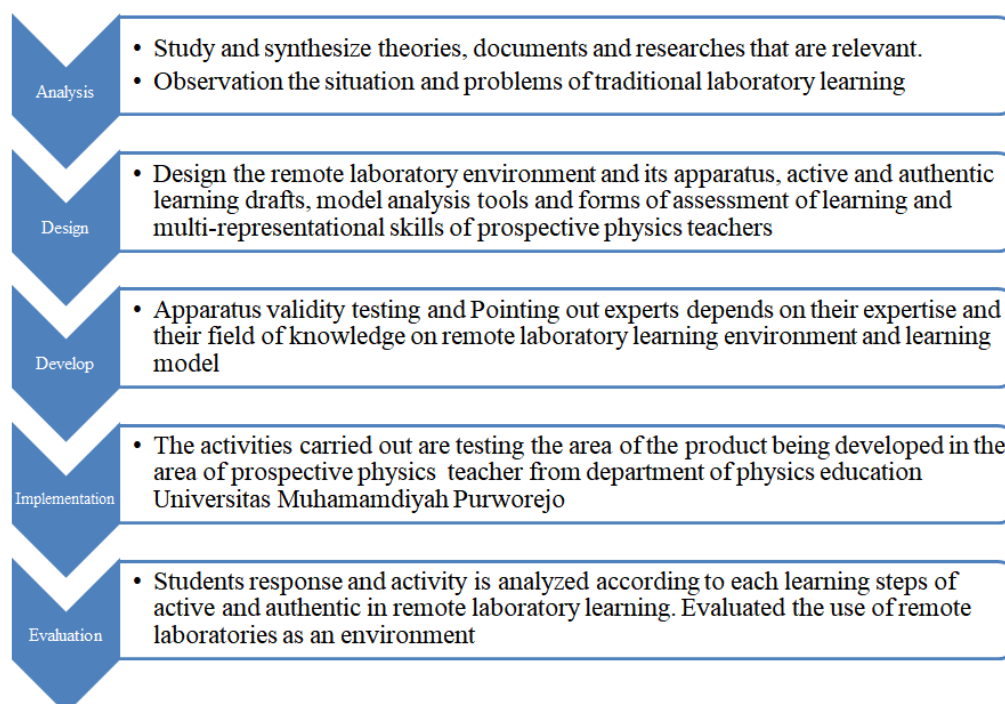 Analysis
• Study and synthesize theories, documents and researches that are relevant.
• Observation the situation and problems of traditional laboratory learning
Design
• Design the remote laboratory environment and its apparatus, active and authentic
learning drafts, model analysis tools and forms of assessment of learning and
multi-representational skills of prospective physics teachers
Develop
• Apparatus validity testing and Pointing out experts depends on their expertise and
their field of knowledge on remote laboratory learning environment and learning
model
Implementation
• The activities carried out are testing the area of the product being developed in the
area of prospective physics teacher from department of physics education
Universitas Muhamamdiyah Purworejo
Evaluation
• Students response and activity is analyzed according to each learning steps of
active and authentic in remote laboratory learning. Evaluated the use of remote
laboratories as an environment